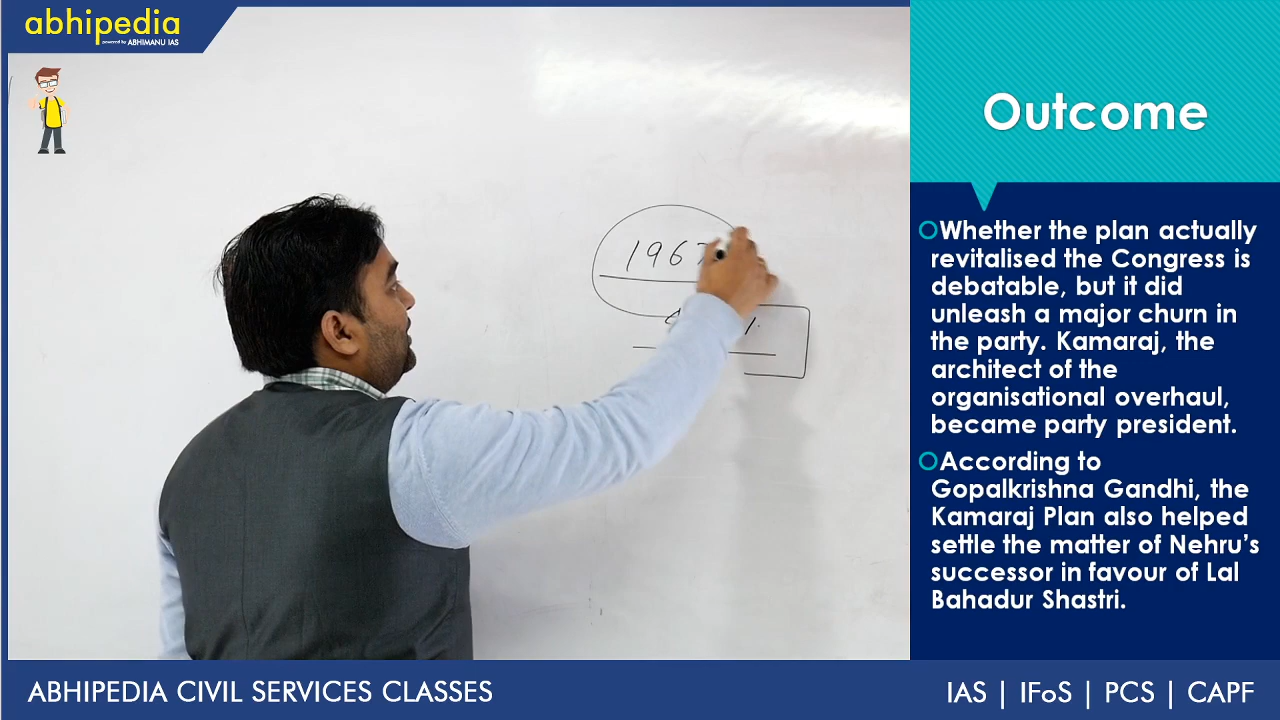 abhipedia
powered by ABHIMANU IAS
1967
Outcome
Whether the plan actually
revitalised the Congress is
debatable, but it did
unleash a major churn in
the party. Kamaraj, the
architect of the
organisational overhaul,
became party president.
According to
Gopalkrishna Gandhi, the
Kamaraj Plan also helped
settle the matter of Nehru's
successor in favour of Lal
Bahadur Shastri.
ABHIPEDIA CIVIL SERVICES CLASSES
IAS | IFoS | PCS | CAPF